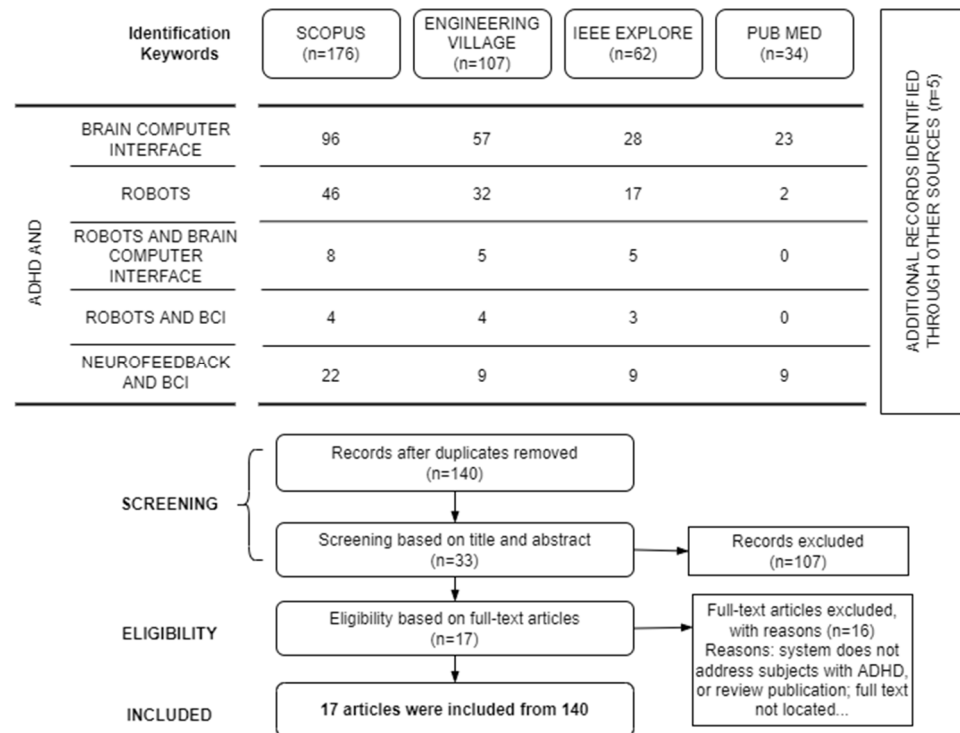 Identification
Keywords
SCOPUS
(n=176)
ENGINEERING
VILLAGE
(n=107)
IEEE EXPLORE
(n=62)
PUB MED
(n=34)
ADDITIONAL RECORDS IDENTIFIED
THROUGH OTHER SOURCES (n=5)
ADHD AND
BRAIN COMPUTER
INTERFACE
96 57 28 23
ROBOTS
46 32 17 2
ROBOTS AND BRAIN
COMPUTER
INTERFACE
8 5 5 0
ROBOTS AND BCI
4 4 3 0
NEUROFEEDBACK
AND BCI
22 9 9 9
SCREENING
Records after duplicates removed
(n=140)
Screening based on title and abstract
(n=33)
Records excluded
(n=107)
ELIGIBILITY
Eligibility based on full-text articles
(n=17)
Full-text articles excluded,
with reasons (n=16)
Reasons: system does not
address subjects with ADHD,
or review publication; full text
not located...
INCLUDED
17 articles were included from 140